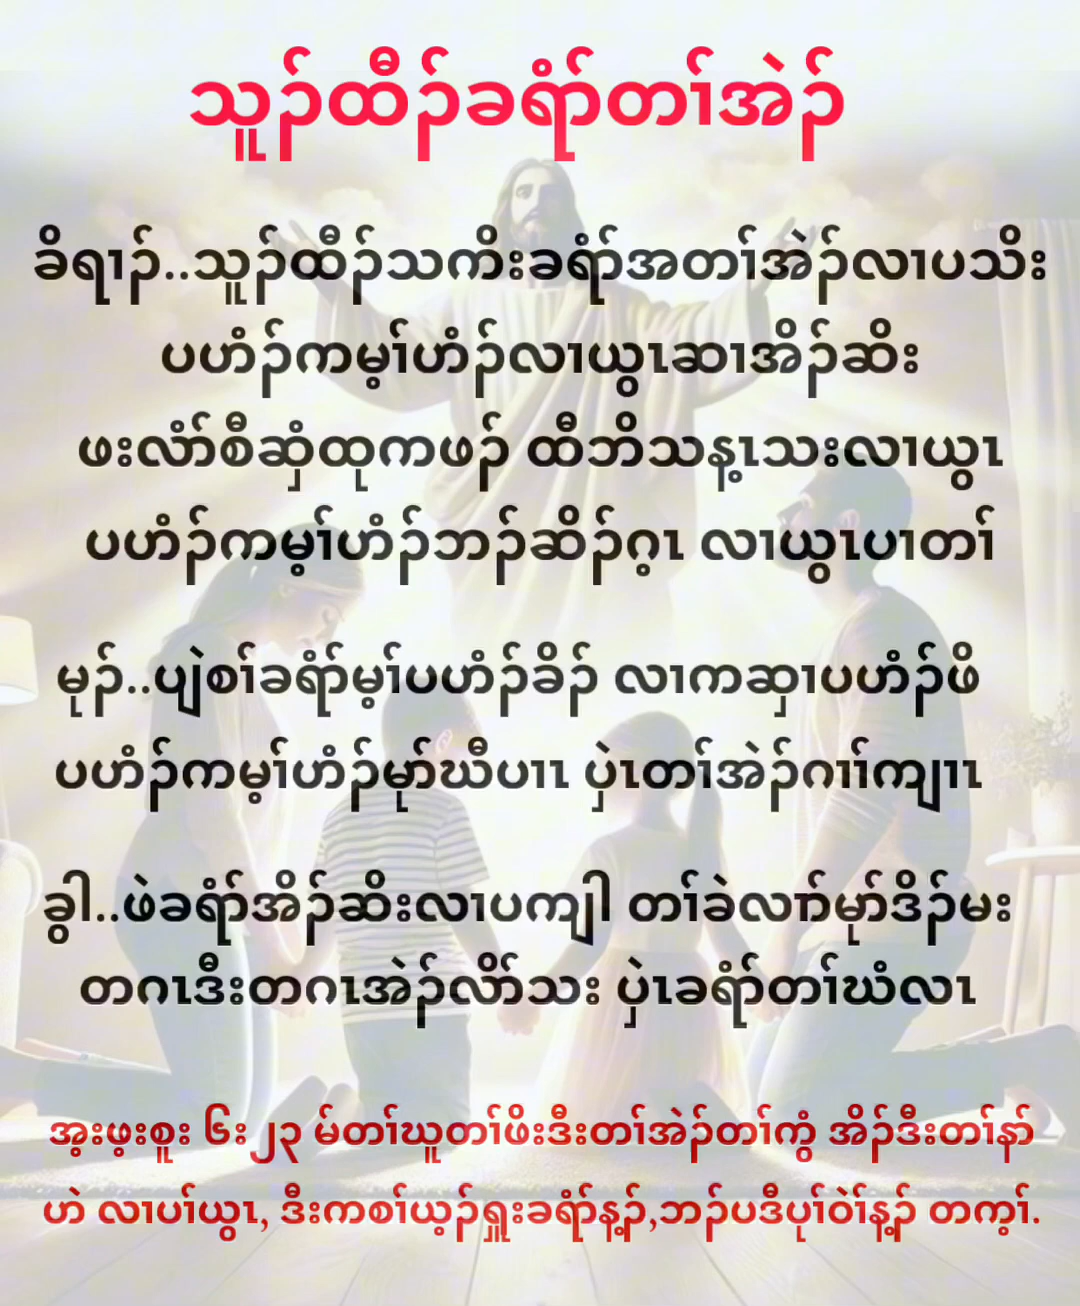 သူၣ်ထီၣ်ခရံာ်တၢ်အဲၣ်
ခိရၢၣ်..သူၣ်ထီၣ်သကိးခရံာ်အတၢ်အဲၣ်လၢပသိး
ပဟံၣ်ကမ့ၢ်ဟံၣ်လၢယွၤဆၢအိၣ်ဆိး
ဖးလံာ်စီဆှံထုကဖၣ် ထီဘိသန့ၤသးလၢယွၤ
ပဟံၣ်ကမ့ၢ်ဟံၣ်ဘၣ်ဆိၣ်ဂ့ၤ လၢယွၤပၢတၢ်
မုၣ်..ပျဲစၢ်ခရံာ်မ့ၢ်ပဟံၣ်ခိၣ် လၢကဆှၢပဟံၣ်ဖိ
ပဟံၣ်ကမ့ၢ်ဟံၣ်မုာ်ဃီပၢၤ ပှဲၤတၢ်အဲၣ်ဂၢၢ်ကျၢၤ
ခွါ..ဖဲခရံာ်အိၣ်ဆိးလၢပကျါ တၢ်ခဲလၢာ်မုာ်ဒိၣ်မး
တဂၤဒီးတဂၤအဲၣ်လိာ်သး ပှဲၤခရံာ်တၢ်ဃံလၤ
အ့းဖ့းစူး ၆း၂၃ မ်တၢ်ဃူတၢ်ဖိးဒီးတၢ်အဲၣ်တၢ်ကွံ အိၣ်ဒီးတၢ်နာ်
ဟဲ လၢပၢ်ယွၤ, ဒီးကစၢ်ယ့ၣ်ရှူးခရံာ်န့ၣ်,ဘၣ်ပဒီပုၢ်ဝဲၢ်န့ၣ် တက့ၢ်.